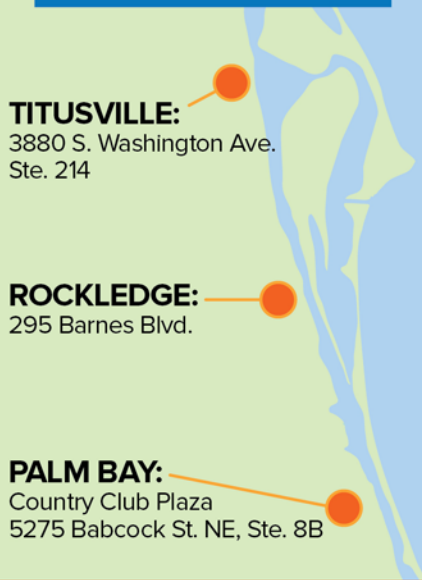 TITUSVILLE:
3880 S. Washington Ave.
Ste. 214
ROCKLEDGE:
295 Barnes Blvd.
PALM BAY:
Country Club Plaza
5275 Babcock St. NE, Ste. 8B